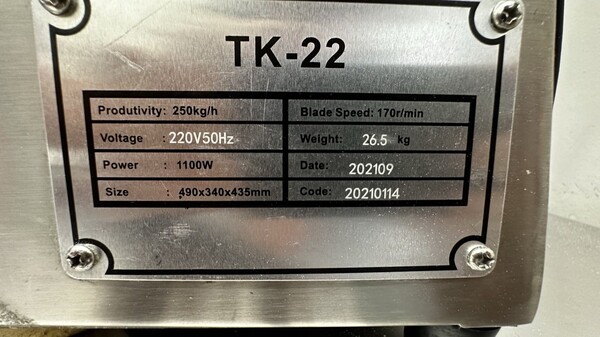 TK-22
Produtivity: 250kg/h
Blade Speed: 170r/min
Voltage : 220V50Hz
Weight: 26.5 kg
Power : 1100W
Date: 202109
Size : 490x340x435mm
Code: 20210114